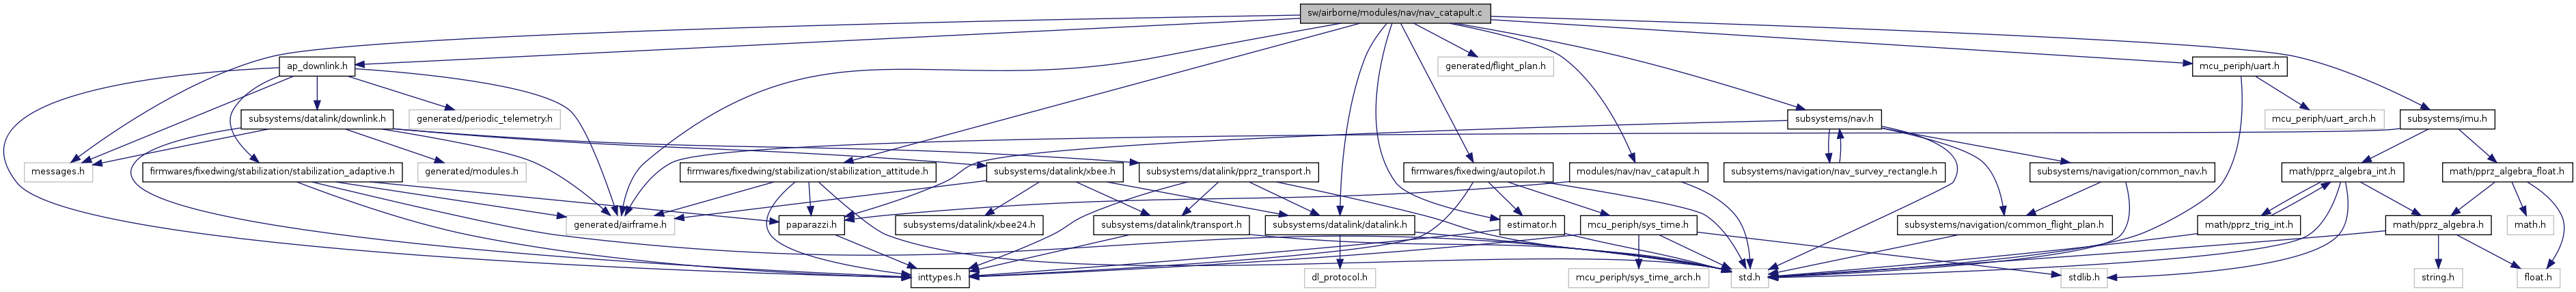 sw/airborne/modules/nav/nav_catapult.c
ap_downlink.h
generated/flight_plan.h
mcu_periph/uart.h
subsystems/datalink/downlink.h
generated/periodic_telemetry.h
subsystems/nav.h
mcu_periph/uart_arch.h
subsystems/imu.h
messages.h
firmwares/fixedwing/stabilization/stabilization_adaptive.h
generated/modules.h
firmwares/fixedwing/stabilization/stabilization_attitude.h
subsystems/datalink/xbee.h
subsystems/datalink/pprz_transport.h
firmwares/fixedwing/autopilot.h
modules/nav/nav_catapult.h
subsystems/navigation/nav_survey_rectangle.h
subsystems/navigation/common_nav.h
math/pprz_algebra_int.h
math/pprz_algebra_float.h
generated/airframe.h
paparazzi.h
subsystems/datalink/xbee24.h
subsystems/datalink/transport.h
subsystems/datalink/datalink.h
estimator.h
mcu_periph/sys_time.h
subsystems/navigation/common_flight_plan.h
math/pprz_trig_int.h
math/pprz_algebra.h
math.h
inttypes.h
dl_protocol.h
mcu_periph/sys_time_arch.h
std.h
stdlib.h
string.h
float.h